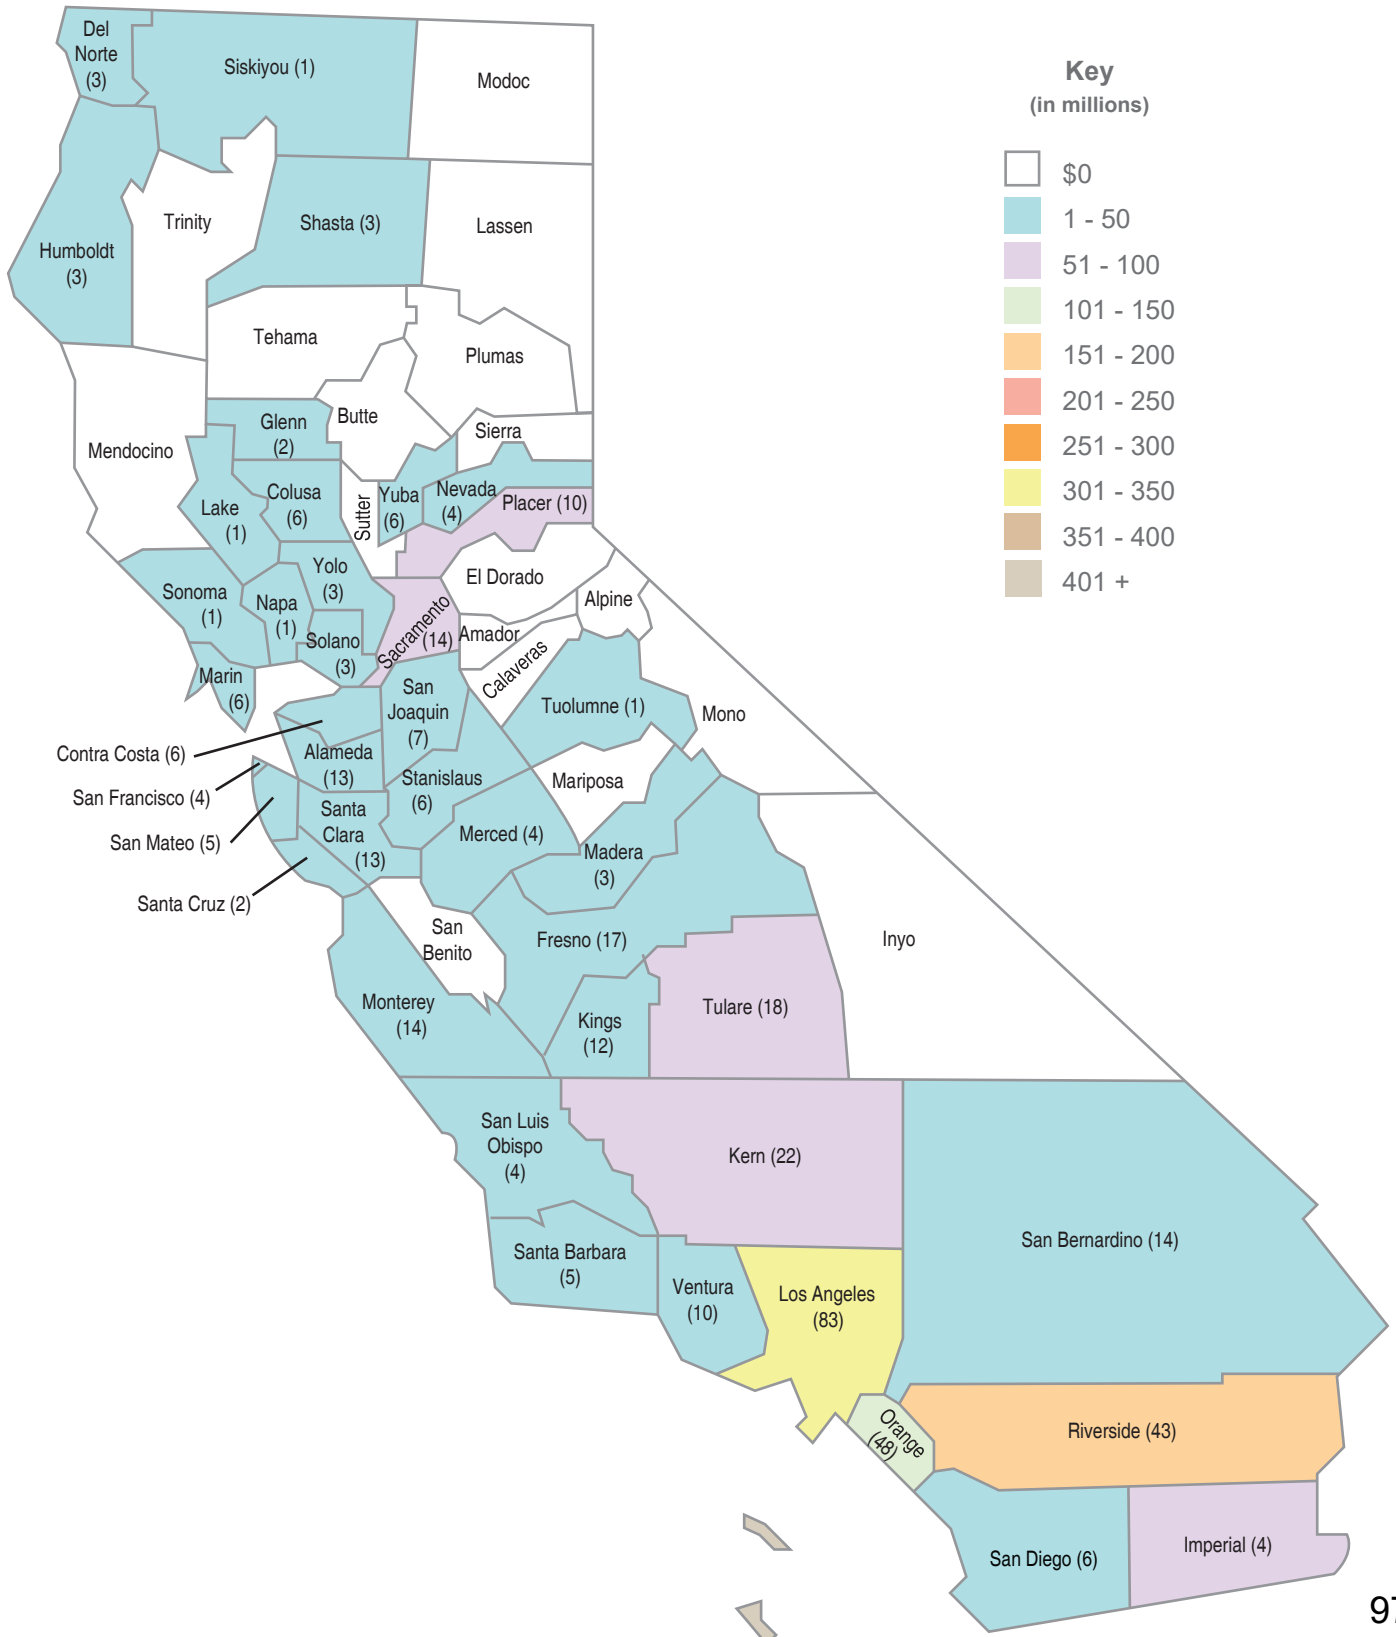 Del
Norte
(3)
Siskiyou (1)
Modoc
Key
(in millions)
$0
1 - 50
51 - 100
101 - 150
151 - 200
201 - 250
251 - 300
301 - 350
351 - 400
401 +
Humboldt
(3)
Trinity
Shasta (3)
Lassen
Tehama
Plumas
Mendocino
Glenn
(2)
Butte
Sierra
Lake
(1)
Colusa
(6)
Sutter
Yuba
(6)
Nevada
(4)
Placer (10)
Sonoma
(1)
Napa
(1)
Yolo
(3)
Solano
(3)
Sacramento
(14)
El Dorado
Amador
Alpine
Calaveras
Marin
(6)
San
Joaquin
(7)
Tuolumne (1)
Mono
Contra Costa (6)
Alameda
(13)
Stanislaus
(6)
Mariposa
San Francisco (4)
San Mateo (5)
Santa
Clara
(13)
Merced (4)
Madera
(3)
Santa Cruz (2)
San
Benito
Fresno (17)
Inyo
Monterey
(14)
Kings
(12)
Tulare (18)
San Luis
Obispo
(4)
Kern (22)
San Bernardino (14)
Santa Barbara
(5)
Ventura
(10)
Los Angeles
(83)
Orange
(48)
Riverside (43)
San Diego (6)
Imperial (4)